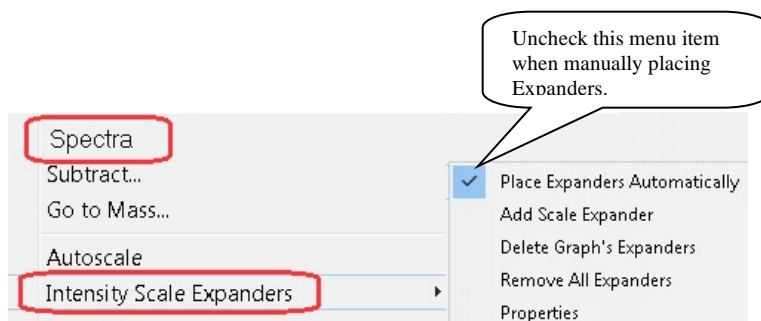 Uncheck this menu item
when manually placing
Expanders.
Spectra
Subtract...
Go to Mass...
Autoscale
Intensity Scale Expanders
Place Expanders Automatically
Add Scale Expander
Delete Graph's Expanders
Remove All Expanders
Properties